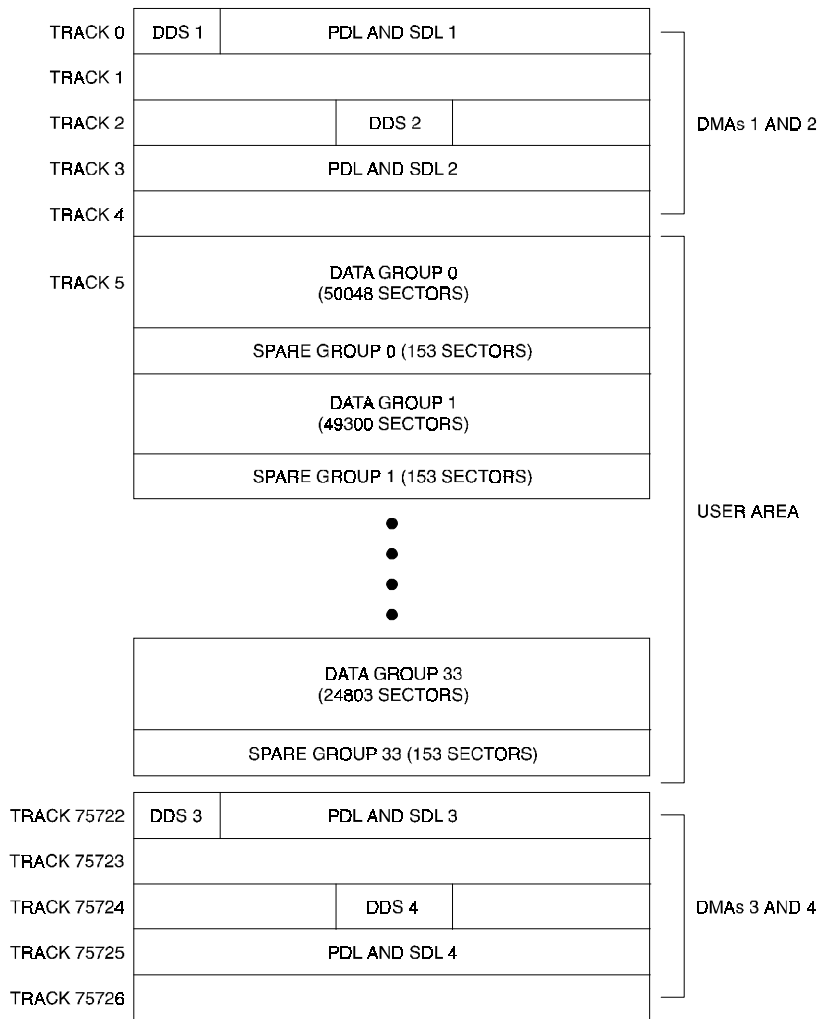 TRACK 0 DDS 1 PDL AND SDL 1
TRACK 1
TRACK 2 DDS 2 DMAs 1 AND 2
TRACK 3 PDL AND SDL 2
TRACK 4
TRACK 5 DATA GROUP 0
(50048 SECTORS)
SPARE GROUP 0 (153 SECTORS)
DATA GROUP 1
(49300 SECTORS)
SPARE GROUP 1 (153 SECTORS)
USER AREA
DATA GROUP 33
(24803 SECTORS)
SPARE GROUP 33 (153 SECTORS)
TRACK 75722 DDS 3 PDL AND SDL 3
TRACK 75723
TRACK 75724 DDS 4 DMAs 3 AND 4
TRACK 75725 PDL AND SDL 4
TRACK 75726